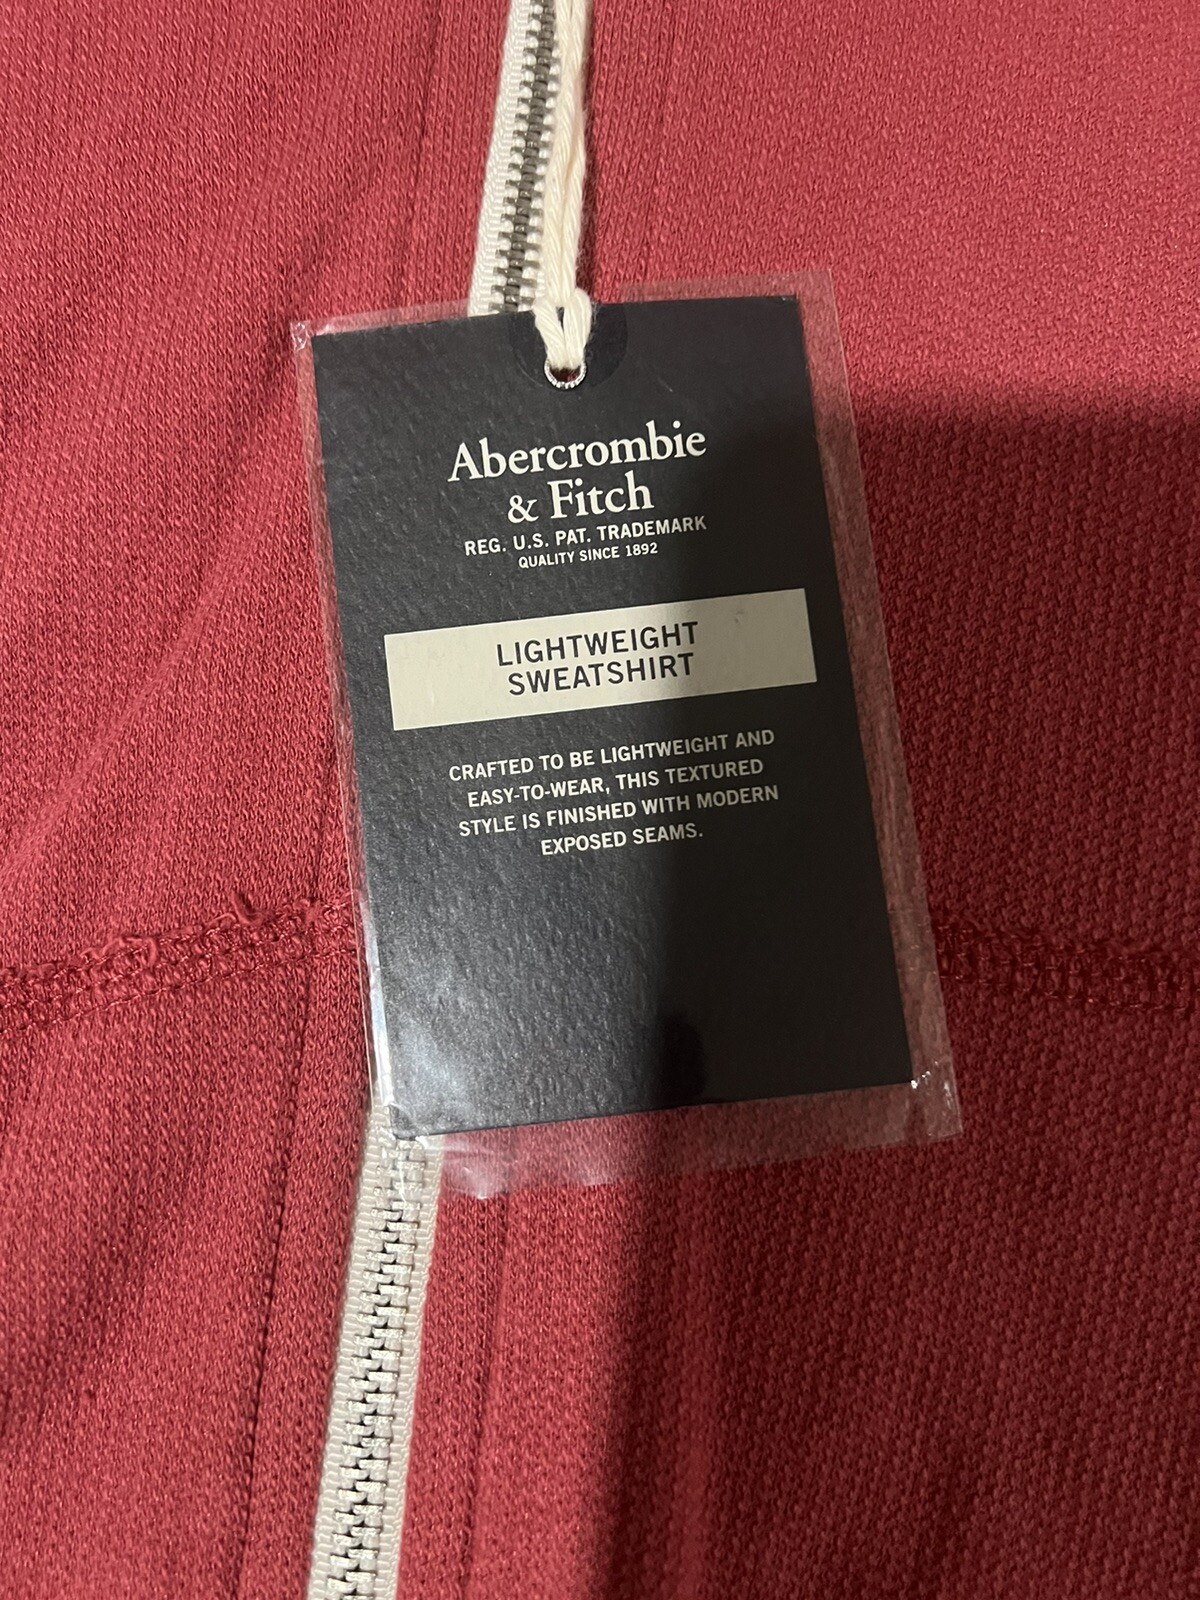 Abercrombie
& Fitch
REG. U.S. PAT. TRADEMARK
QUALITY SINCE 1892
LIGHTWEIGHT
SWEATSHIRT
CRAFTED TO BE LIGHTWEIGHT AND
EASY-TO-WEAR, THIS TEXTURED
STYLE IS FINISHED WITH MODERN
EXPOSED SEAMS.